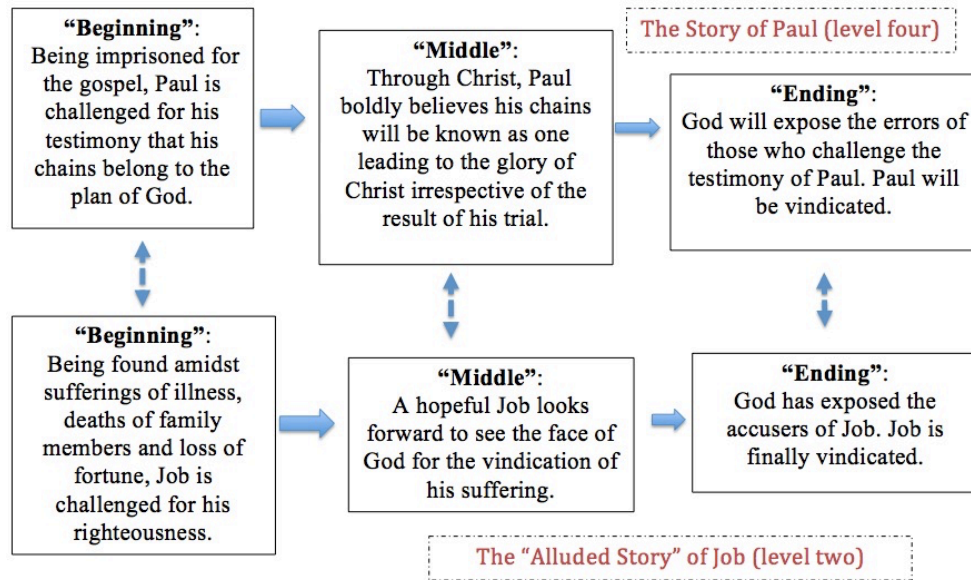 “Beginning”:
Being imprisoned for
the gospel, Paul is
challenged for his
testimony that his
chains belong to the
plan of God.
“Middle”:
Through Christ, Paul
boldly believes his chains
will be known as one
leading to the glory of
Christ irrespective of the
result of his trial.
The Story of Paul (level four)
“Ending”:
God will expose the errors of
those who challenge the
testimony of Paul. Paul will
be vindicated.
“Beginning”:
Being found amidst
sufferings of illness,
deaths of family
members and loss of
fortune, Job is
challenged for his
righteousness.
“Middle”:
A hopeful Job looks
forward to see the face of
God for the vindication of
his suffering.
“Ending”:
God has exposed the
accusers of Job. Job is
finally vindicated.
The “Alluded Story” of Job (level two)